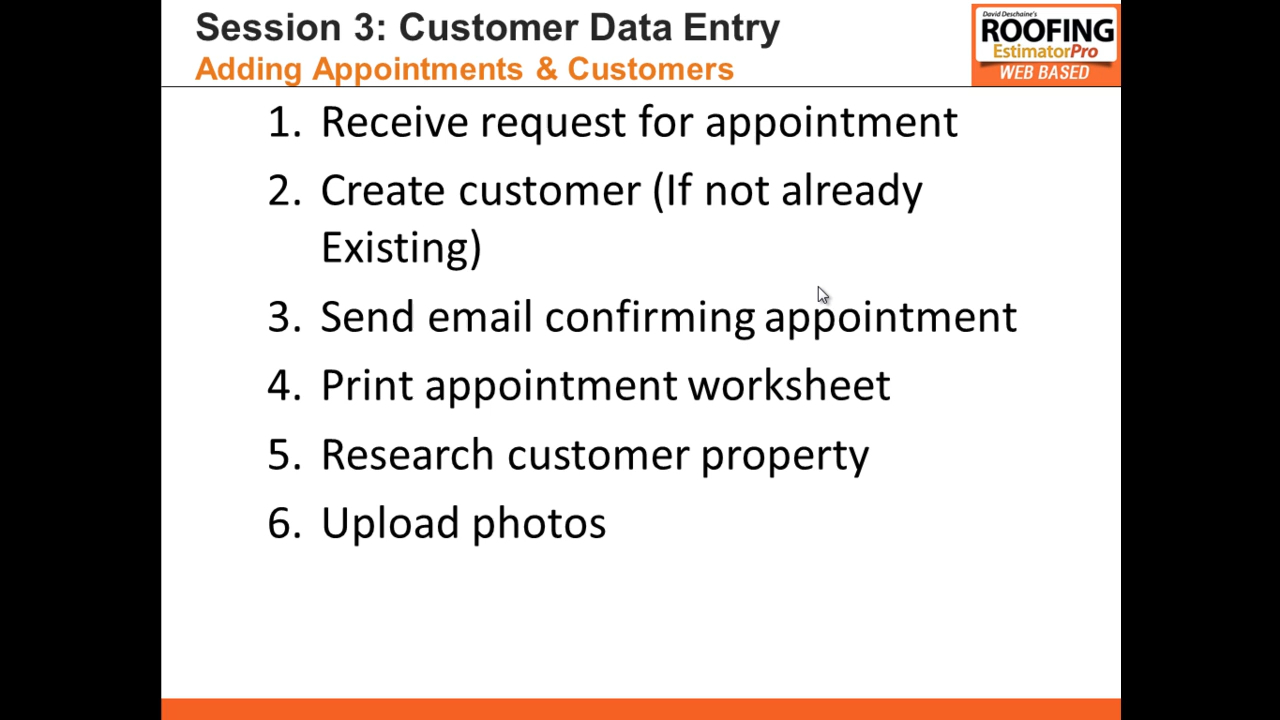 Session 3: Customer Data Entry
Adding Appointments & Customers
David Deschaine's
ROOFING
EstimatorPro
WEB BASED
1. Receive request for appointment
2. Create customer (If not already
Existing)
3. Send email confirming appointment
4. Print appointment worksheet
5. Research customer property
6. Upload photos